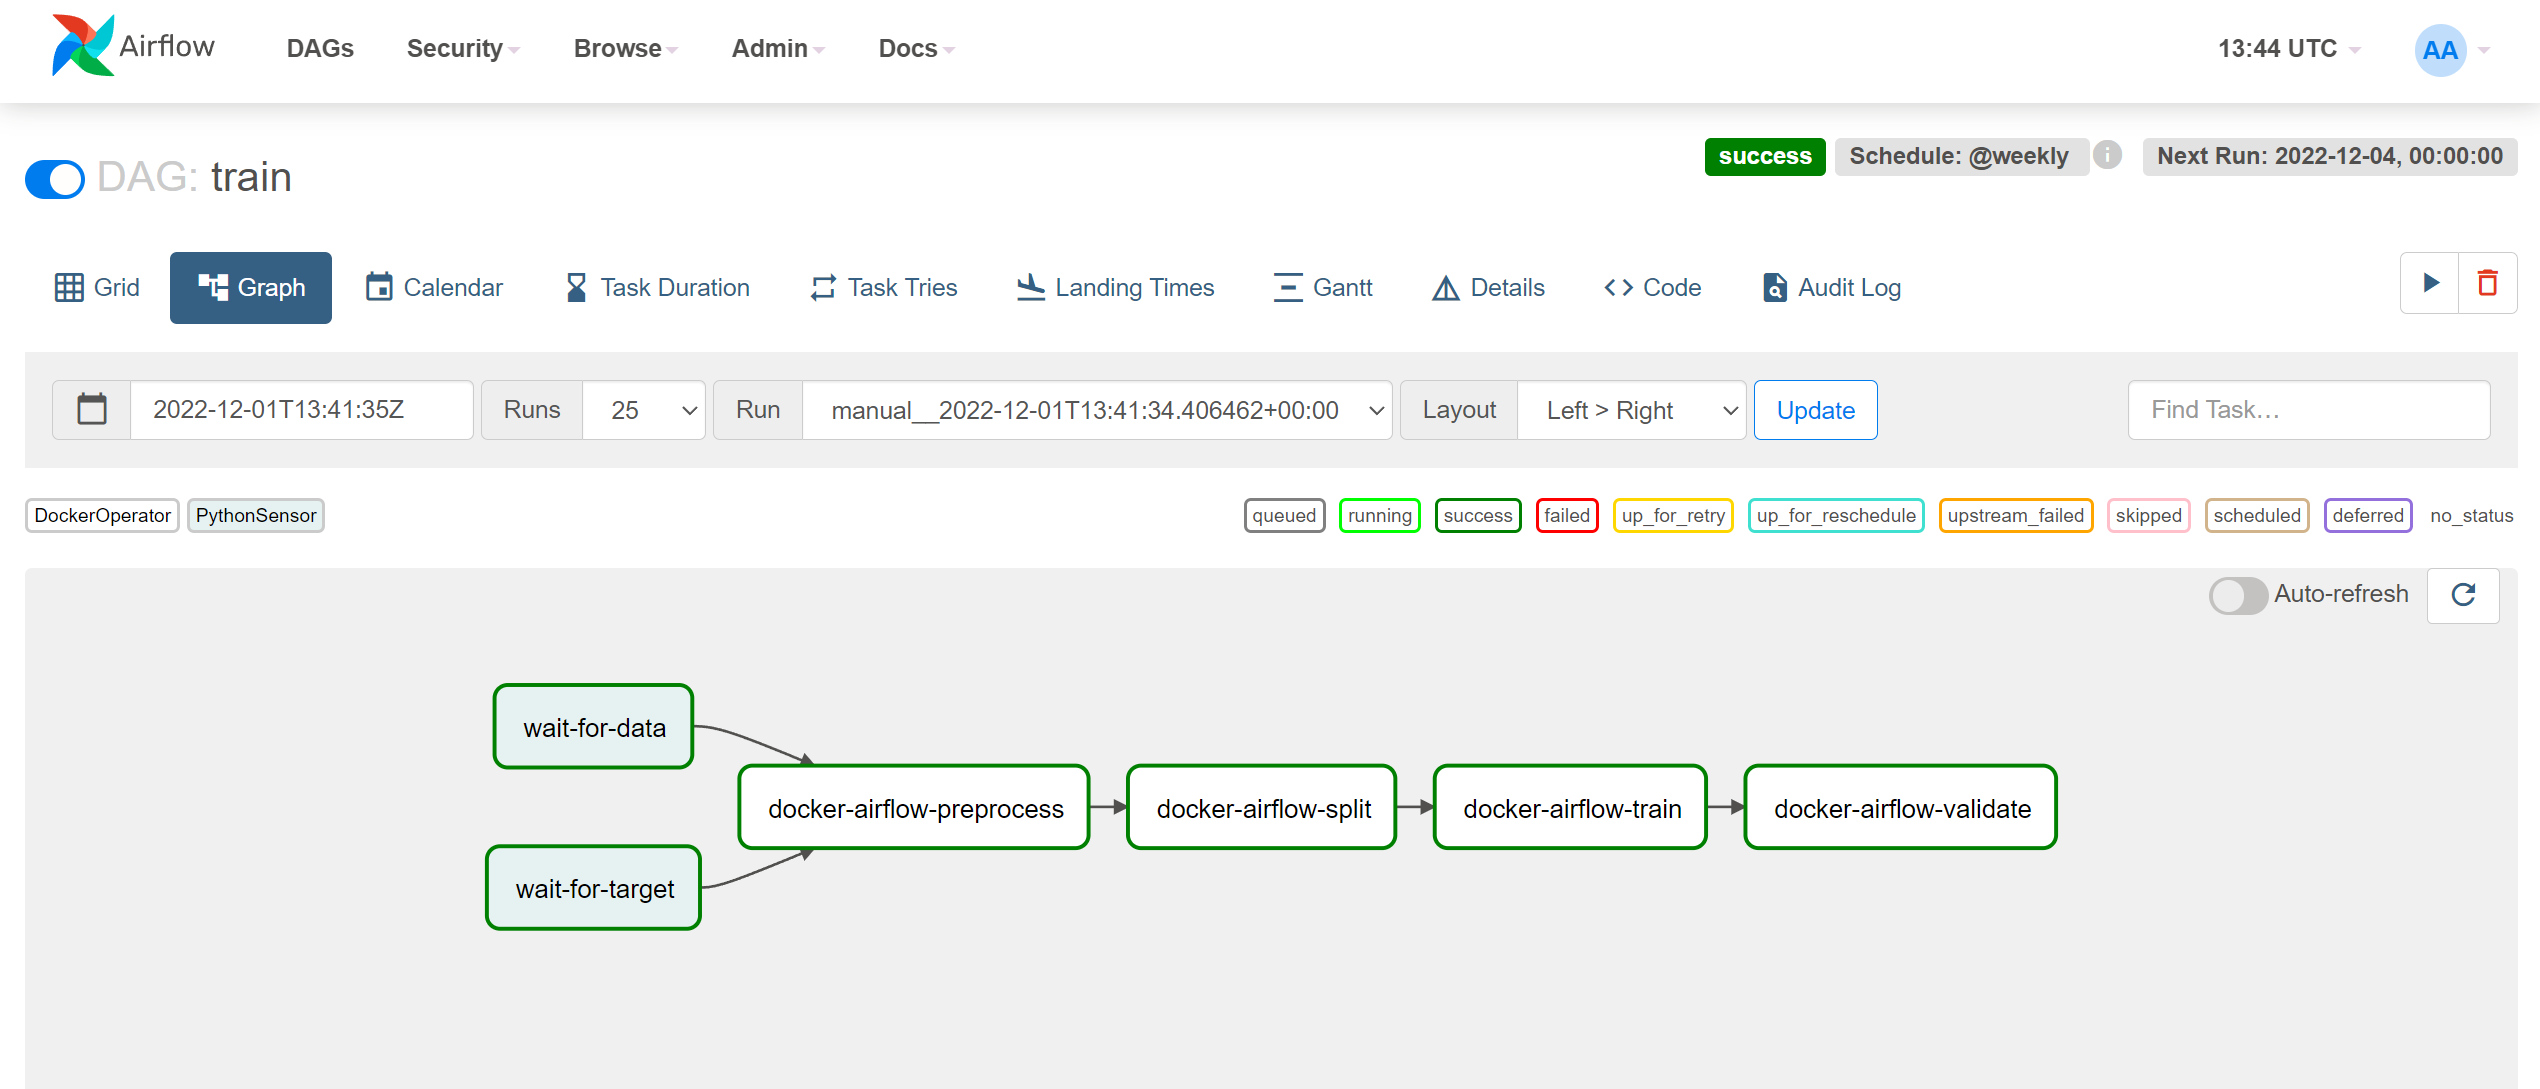 Airflow DAGs Security Browse Admin Docs 13:44 UTC AA
DAG: train success Schedule: @weekly i Next Run: 2022-12-04, 00:00:00
Grid Graph Calendar Task Duration Task Tries Landing Times Gantt Details Code Audit Log
2022-12-01T13:41:35Z Runs 25 Run manual__2022-12-01T13:41:34.406462+00:00 Layout Left > Right Update Find Task...
DockerOperator PythonSensor queued running success failed up_for_retry up_for_reschedule upstream_failed skipped scheduled deferred no_status
Auto-refresh
wait-for-data
docker-airflow-preprocess docker-airflow-split docker-airflow-train docker-airflow-validate
wait-for-target